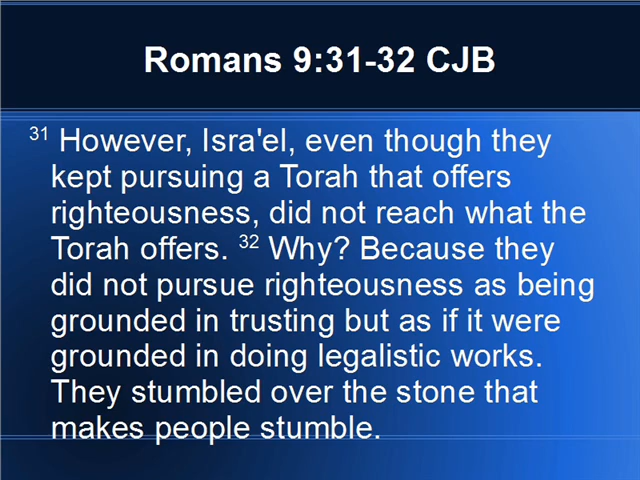 Romans 9:31-32 CJB
31 However, Isra'el, even though they
kept pursuing a Torah that offers
righteousness, did not reach what the
Torah offers. 32 Why? Because they
did not pursue righteousness as being
grounded in trusting but as if it were
grounded in doing legalistic works.
They stumbled over the stone that
makes people stumble.